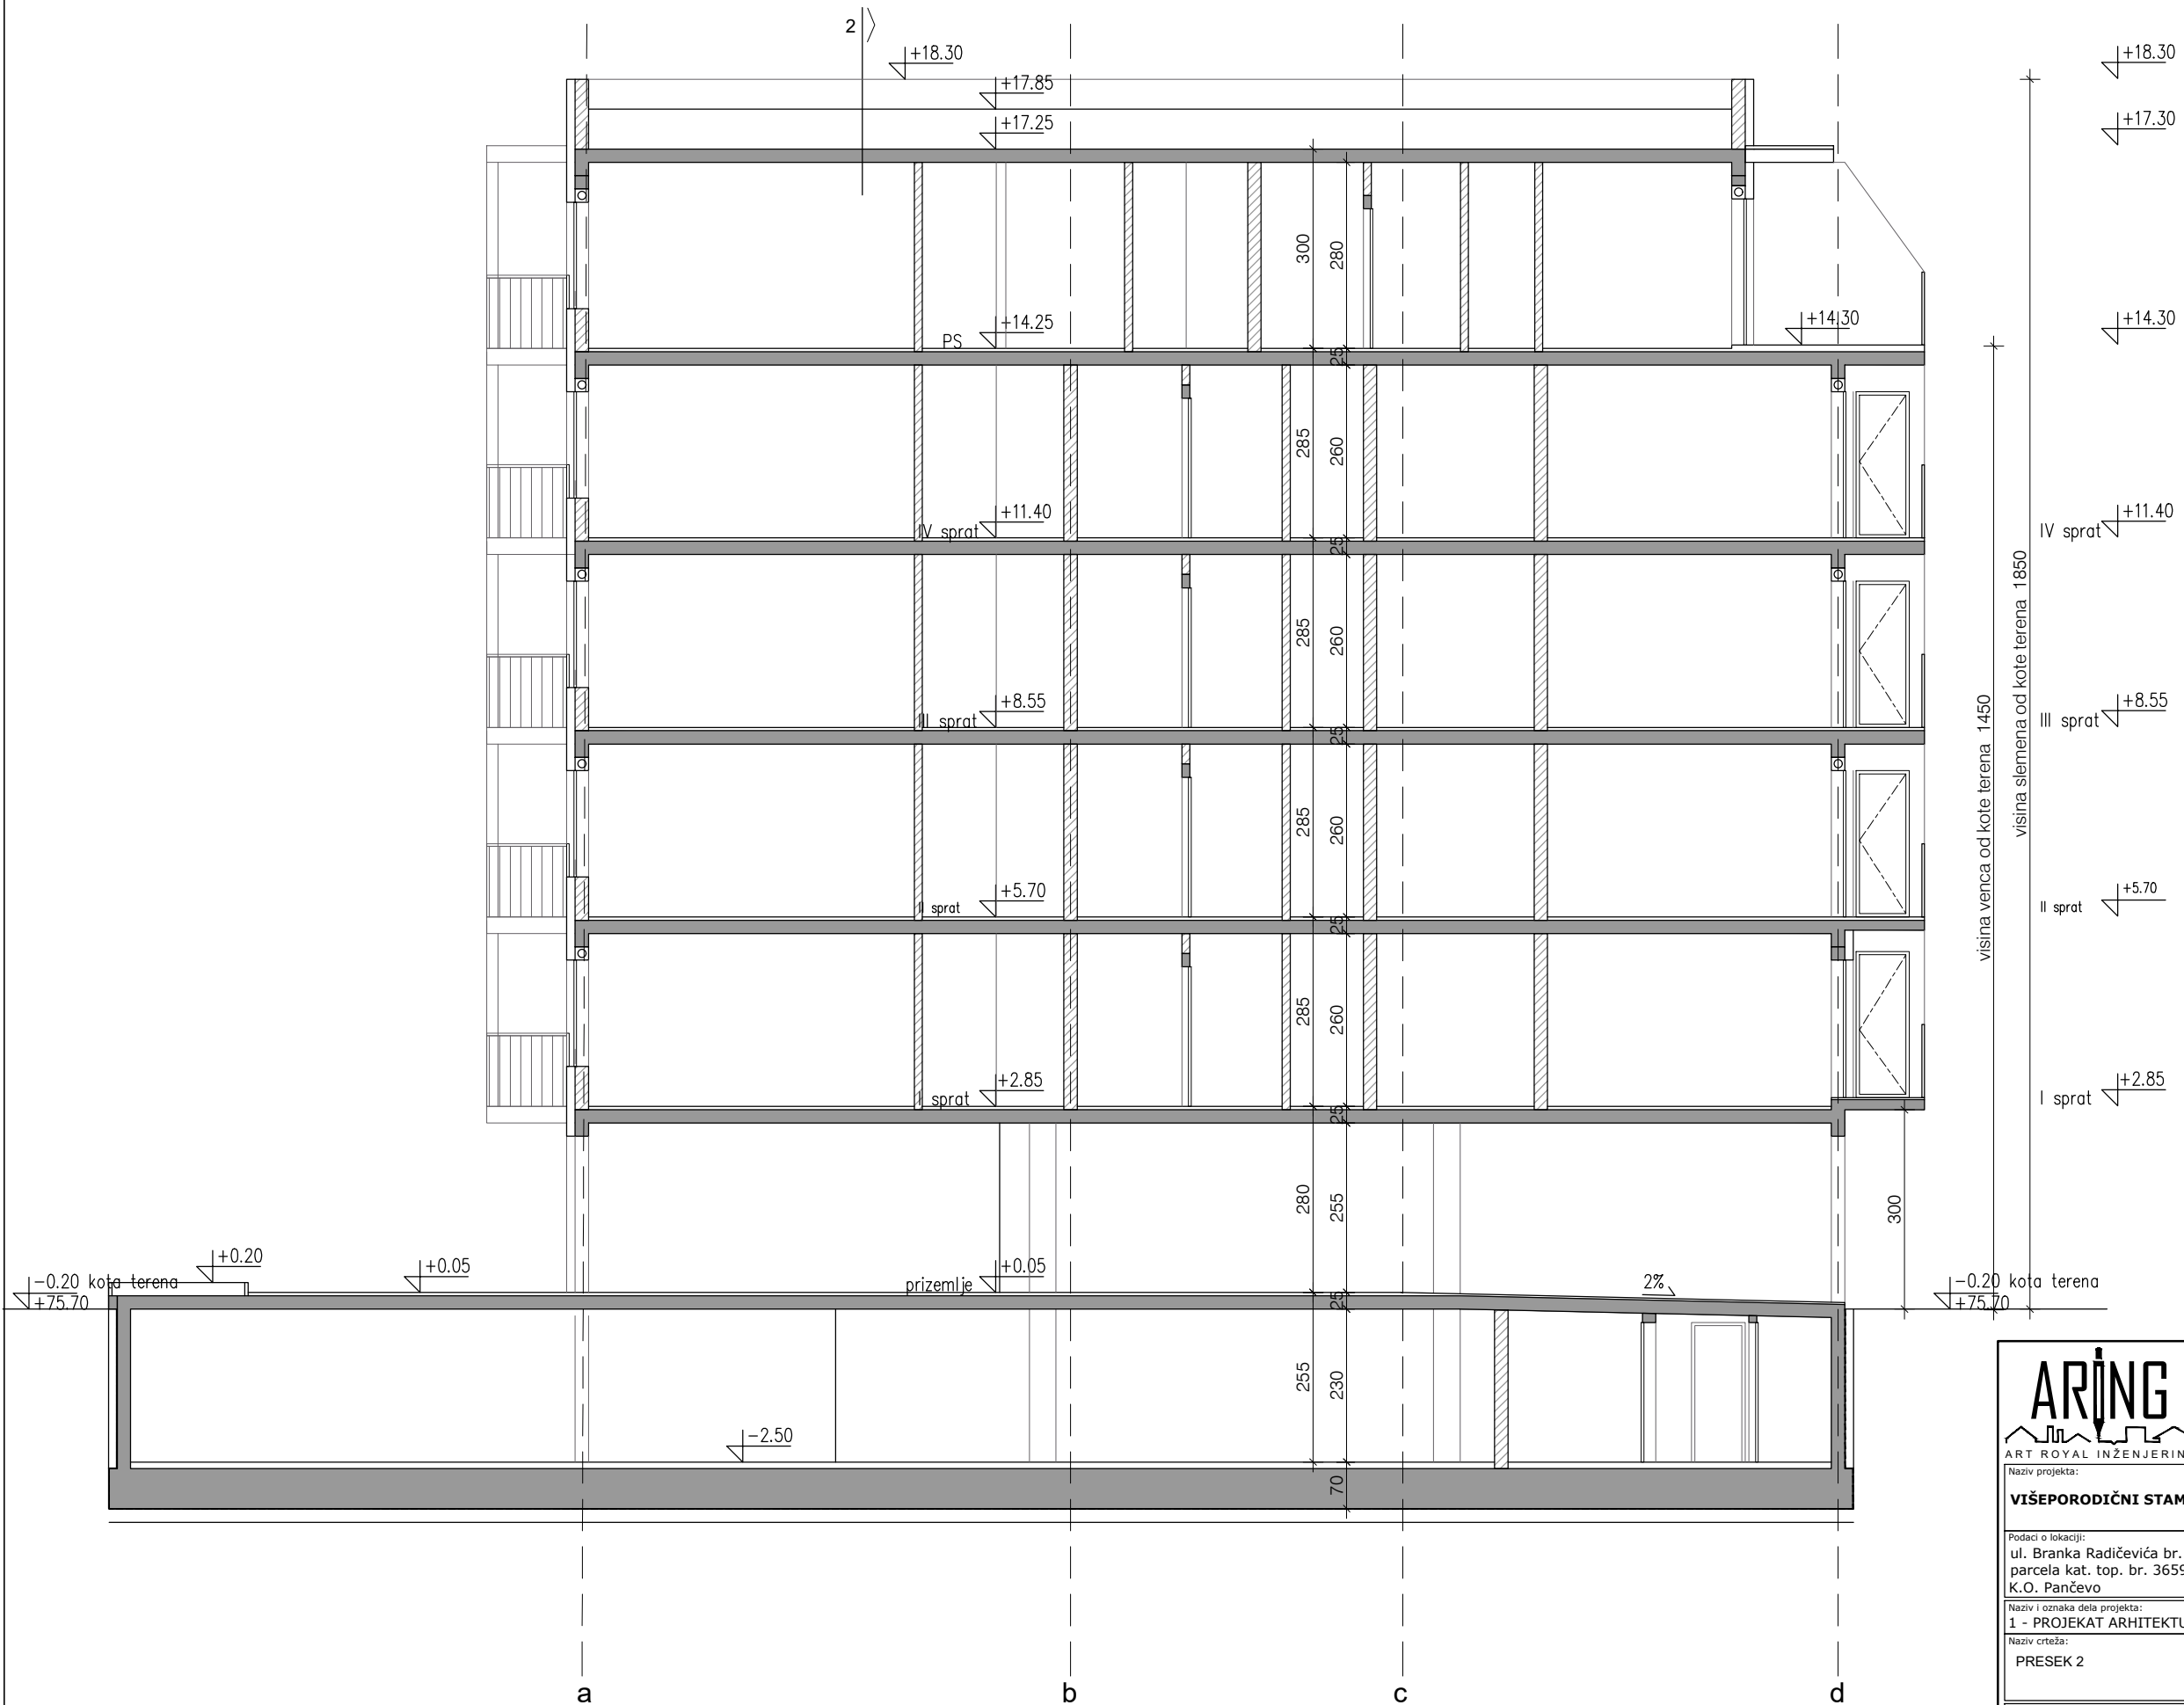 2
+18.30
+18.30
+17.85
+17.25
+17.30
300
280
PS
+14.25
+14.30
+14.30
25
285
260
IV sprat
+11.40
IV sprat
+11.40
25
285
260
III sprat
+8.55
III sprat
+8.55
25
visina venca od kote terena 1450
visina slemena od kote terena 1850
285
260
II sprat
+5.70
II sprat
+5.70
25
285
260
I sprat
+2.85
I sprat
+2.85
25
280
255
300
+0.20
+0.05
prizemlje
+0.05
2%
-0.20 kota terena
+75.70
-0.20 kota terena
+75.70
25
255
230
-2.50
70
ARING
ART ROYAL INŽENJERIN
Naziv projekta:
VIŠEPORODIČNI STAM
Podaci o lokaciji:
ul. Branka Radičevića br.
parcela kat. top. br. 3659
K.O. Pančevo
Naziv i oznaka dela projekta:
1 - PROJEKAT ARHITEKTU
Naziv crteža:
PRESEK 2
a
b
c
d